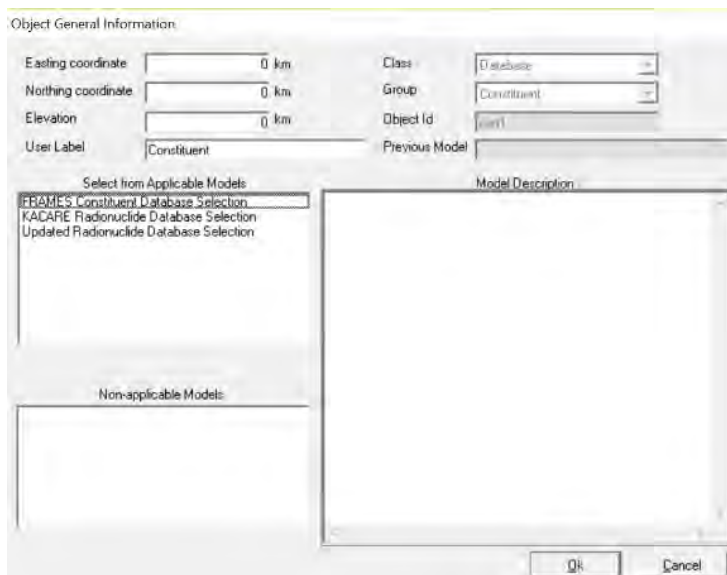 Object General Information
Easting coordinate 0 km
Northing coordinate 0 km
Elevation 0 km
User Label Constituent
Class Database
Group Constituent
Object Id con1
Previous Model
Select from Applicable Models
FRAMES Constituent Database Selection
KACARE Radionuclide Database Selection
Updated Radionuclide Database Selection
Non-applicable Models
Model Description
Ok
Cancel